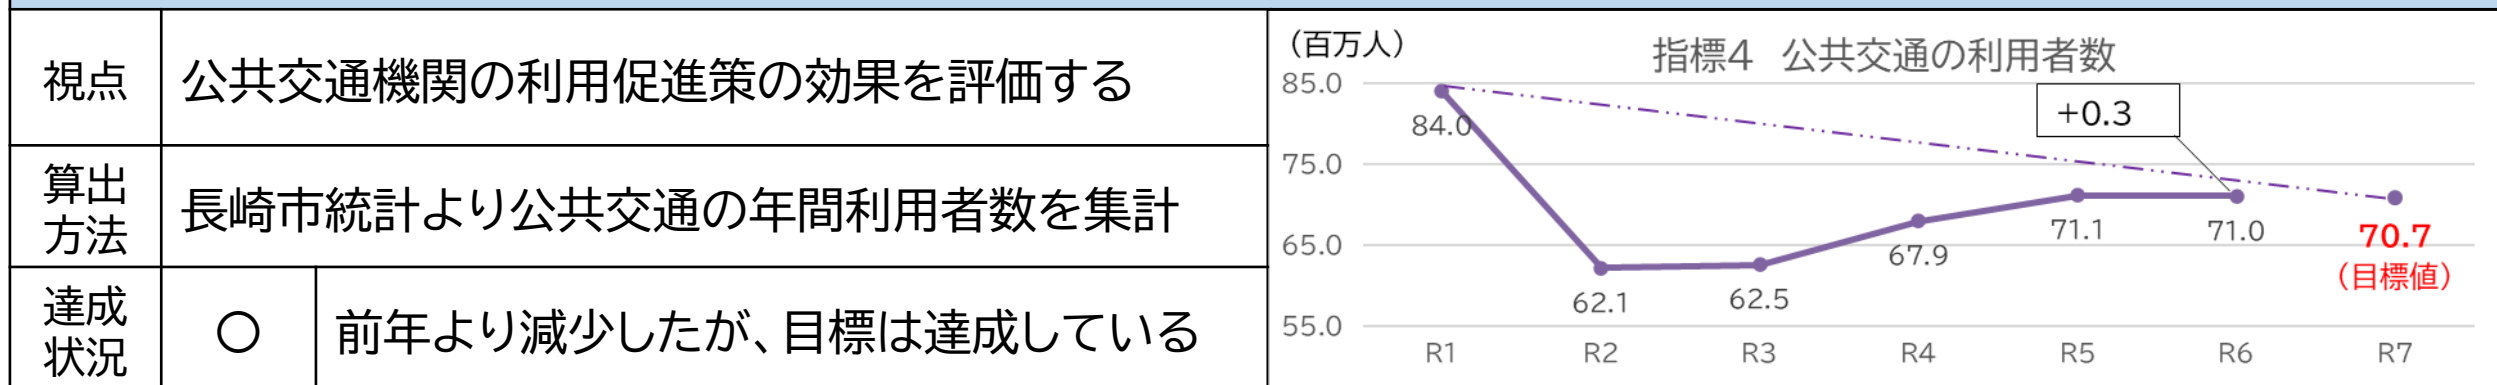 視点
公共交通機関の利用促進策の効果を評価する
算出
方法
長崎市統計より公共交通の年間利用者数を集計
達成
状況
〇
前年より減少したが、目標は達成している
（百万人）
指標4　公共交通の利用者数
85.0
75.0
65.0
55.0
84.0
62.1
62.5
67.9
71.1
71.0
+0.3
70.7
（目標値）
R1
R2
R3
R4
R5
R6
R7